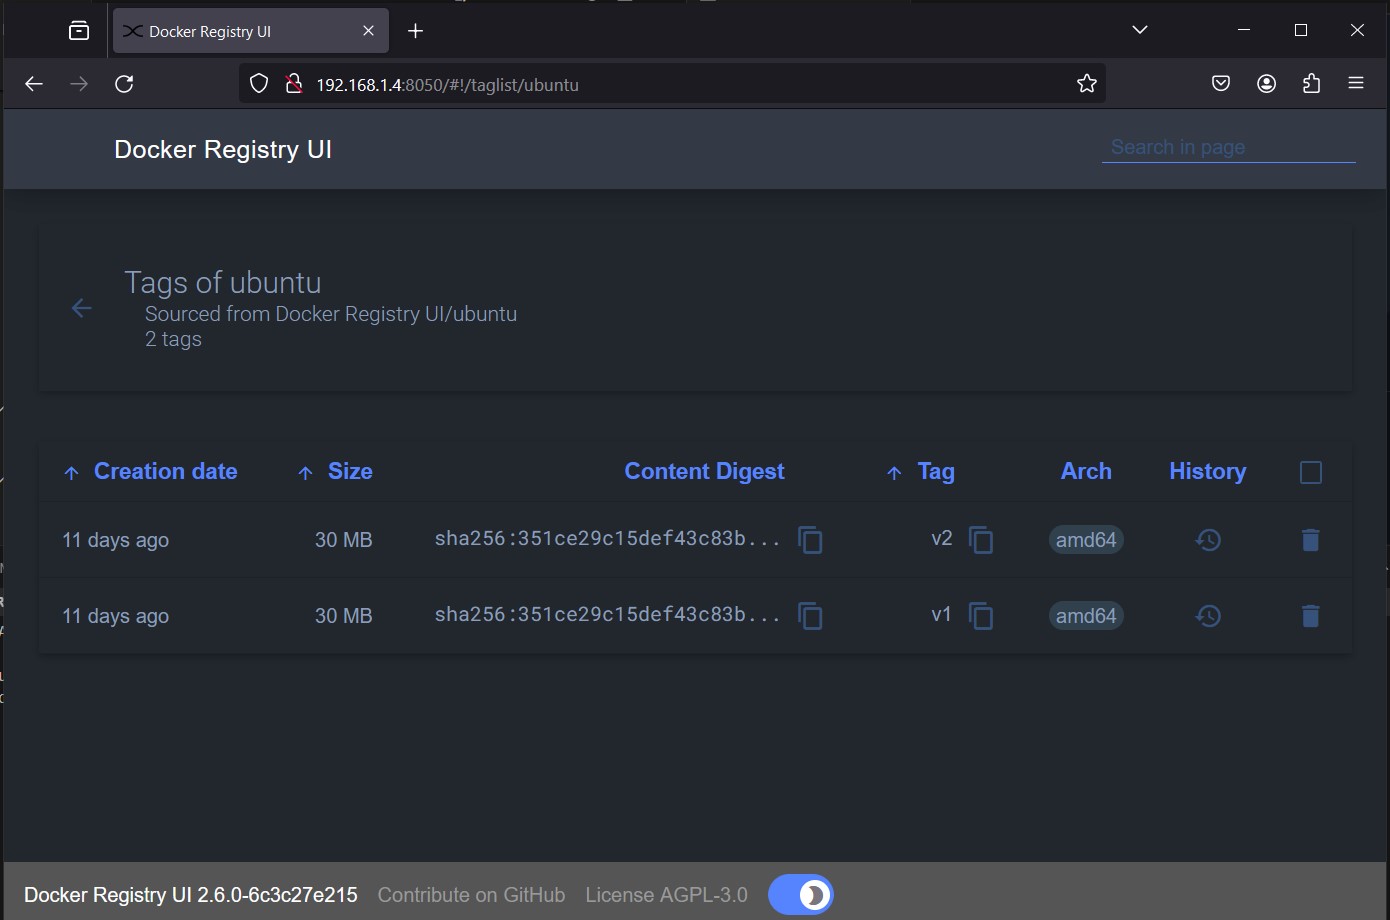 Docker Registry UI
192.168.1.4:8050/#!/taglist/ubuntu
Docker Registry UI
Search in page
Tags of ubuntu
Sourced from Docker Registry UI/ubuntu
2 tags
Creation date Size Content Digest Tag Arch History
11 days ago 30 MB sha256:351ce29c15def43c83b... v2 amd64
11 days ago 30 MB sha256:351ce29c15def43c83b... v1 amd64
Docker Registry UI 2.6.0-6c3c27e215 Contribute on GitHub License AGPL-3.0